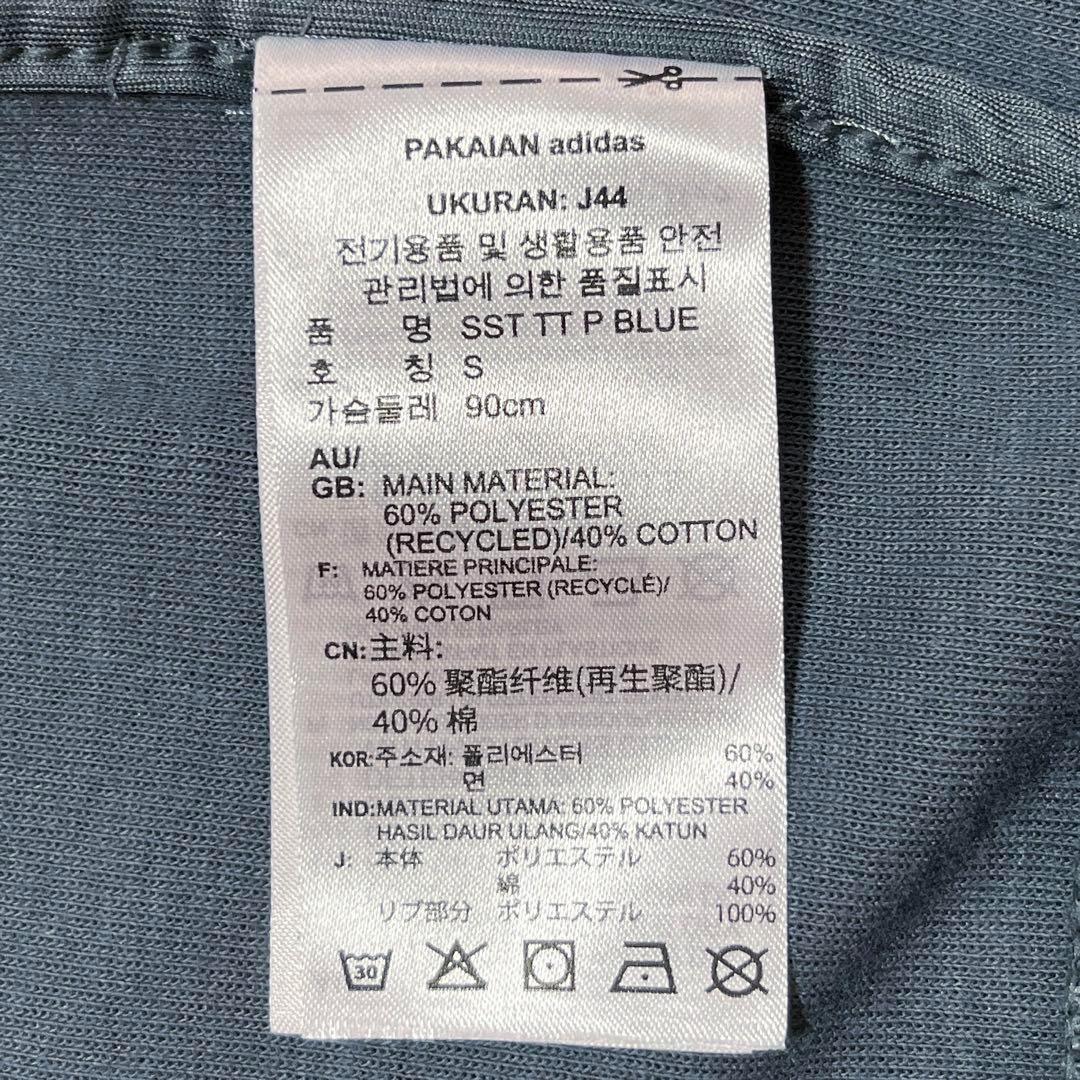 PAKAIAN adidas
UKURAN: J44
전기용품 및 생활용품 안전
관리법에 의한 품질표시
품 명 SST TT P BLUE
호 칭 S
가슴둘레 90cm
AU/
GB: MAIN MATERIAL:
60% POLYESTER
(RECYCLED)/40% COTTON
F: MATIERE PRINCIPALE:
60% POLYESTER (RECYCLÉ)/
40% COTON
CN:主料:
60% 聚酯纤维(再生聚酯)/
40% 棉
KOR:주소재: 폴리에스터 60%
면 40%
IND:MATERIAL UTAMA: 60% POLYESTER
HASIL DAUR ULANG/40% KATUN
J: 本体 ポリエステル 60%
綿 40%
リブ部分 ポリエステル 100%
30